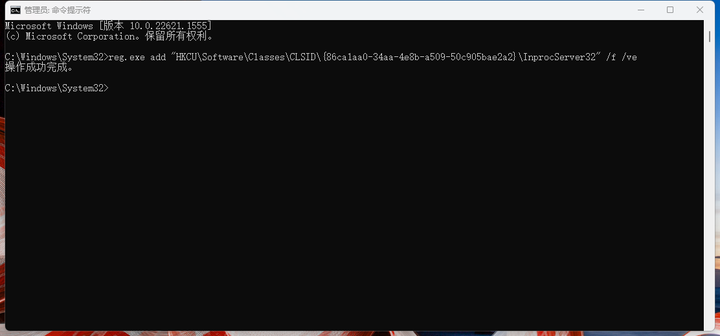 管理员: 命令提示符
Microsoft Windows [版本 10.0.22621.1555]
(c) Microsoft Corporation。保留所有权利。
C:\Windows\System32>reg.exe add "HKCU\Software\Classes\CLSID\{86ca1aa0-34aa-4e8b-a509-50c905bae2a2}\InprocServer32" /f /ve
操作成功完成。
C:\Windows\System32>